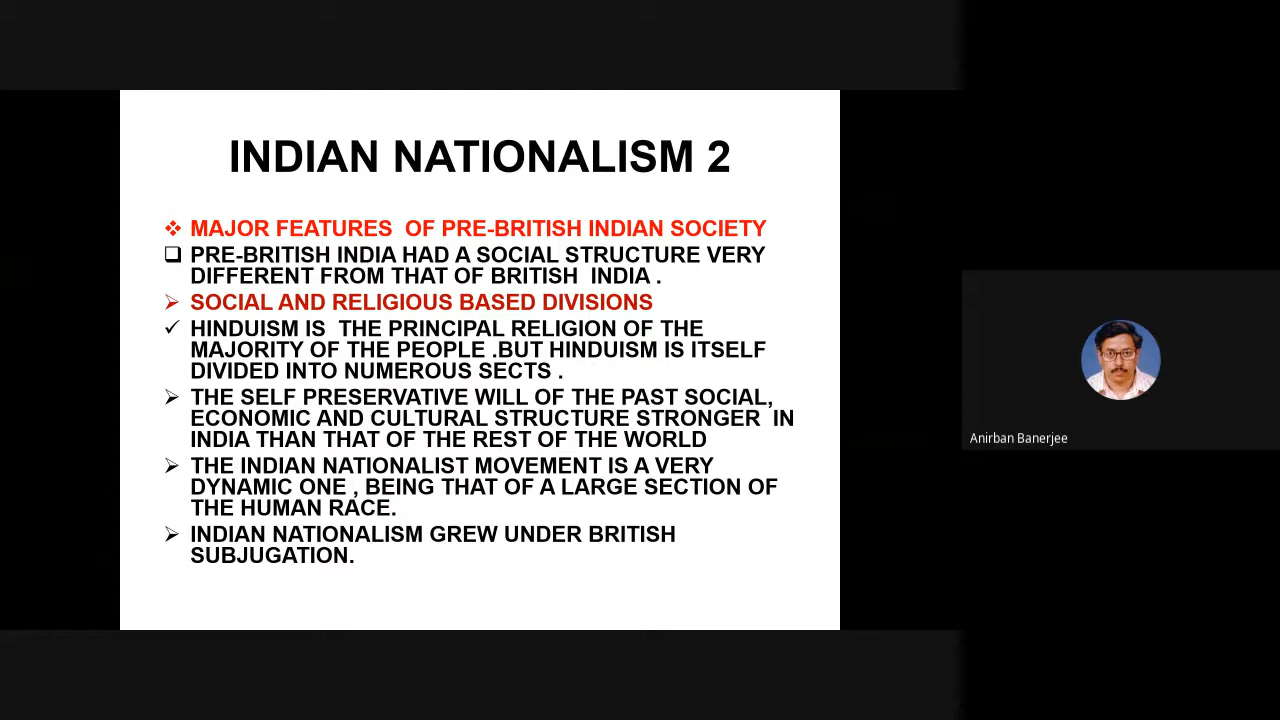 INDIAN NATIONALISM 2
❖ MAJOR FEATURES OF PRE-BRITISH INDIAN SOCIETY
❑ PRE-BRITISH INDIA HAD A SOCIAL STRUCTURE VERY
DIFFERENT FROM THAT OF BRITISH INDIA .
➢ SOCIAL AND RELIGIOUS BASED DIVISIONS
✓ HINDUISM IS THE PRINCIPAL RELIGION OF THE
MAJORITY OF THE PEOPLE .BUT HINDUISM IS ITSELF
DIVIDED INTO NUMEROUS SECTS .
➢ THE SELF PRESERVATIVE WILL OF THE PAST SOCIAL,
ECONOMIC AND CULTURAL STRUCTURE STRONGER IN
INDIA THAN THAT OF THE REST OF THE WORLD
➢ THE INDIAN NATIONALIST MOVEMENT IS A VERY
DYNAMIC ONE , BEING THAT OF A LARGE SECTION OF
THE HUMAN RACE.
➢ INDIAN NATIONALISM GREW UNDER BRITISH
SUBJUGATION.
Anirban Banerjee